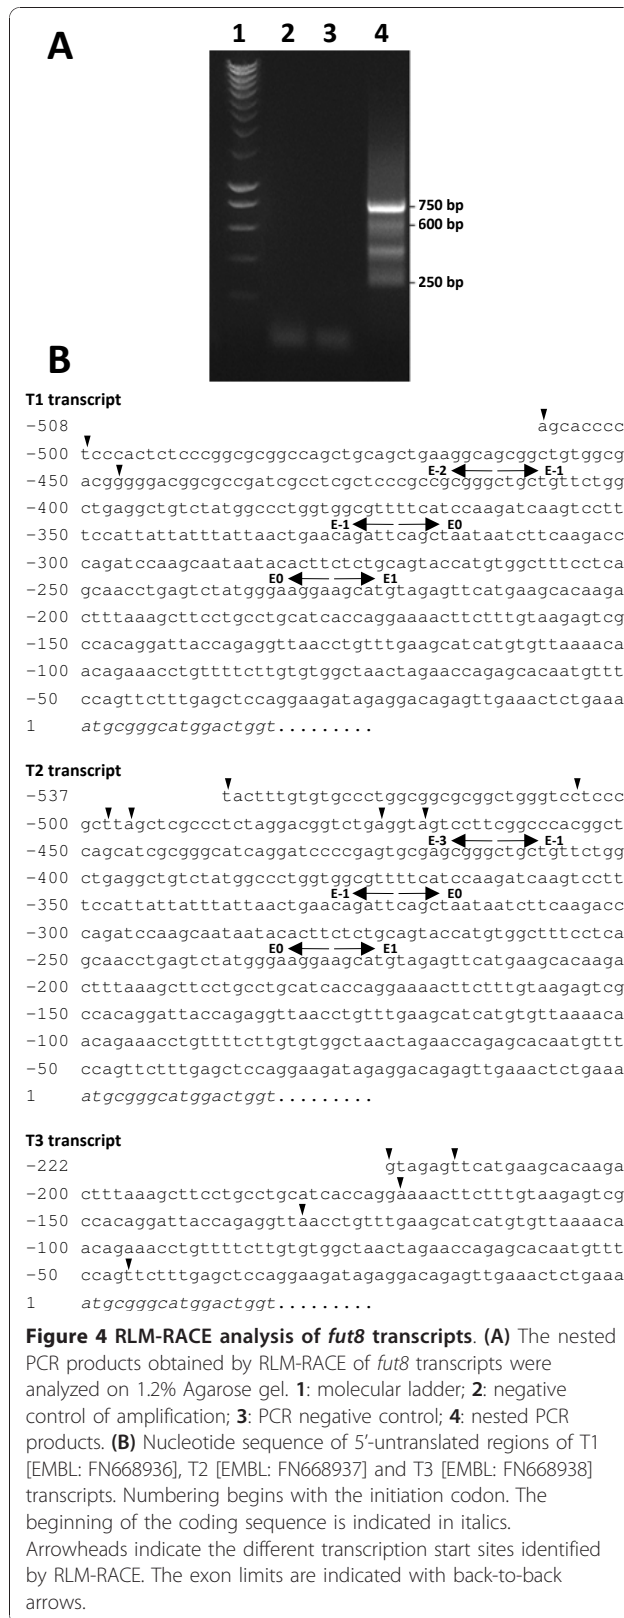 A
1 2 3 4
750 bp
600 bp
250 bp
B
T1 transcript
-508 agcacccc
-500 tcccactctcccggcgcggccagctgcagctgaaggcagcggctgtggcg
E-2 E-1
-450 acgggggacggcgccgatcgcctcgctcccgccgcgggctgctgttctgg
-400 ctgaggctgtctatggccctggtggcgttttcatccaagatcaagtcctt
E-1 E0
-350 tccattattatttattaactgaacagattcagctaataatcttcaagacc
-300 cagatccaagcaataatacacttctctgcagtaccatgtggctttcctca
E0 E1
-250 gcaacctgagtctatgggaaggaagcatgtagagttcatgaagcacaaga
-200 ctttaaagcttcctgcctgcatcaccaggaaaacttctttgtaagagtcg
-150 ccacaggattaccagaggttaacctgtttgaagcatcatgtgttaaaaca
-100 acagaaacctgttttcttgtgtggctaactagaaccagagcacaatgttt
-50 ccagttctttgagctccaggaagatagaggacagagttgaaactctgaaa
1 atgcgggcatggactggt.........
T2 transcript
-537 tactttgtgtgccctggcggcgcggctgggtcctccc
-500 gcttagctcgccctctaggacggtctgaggtagtccttcggcccacggct
E-3 E-1
-450 cagcatcgcgggcatcaggatccccgagtgcgagcgggctgctgttctgg
-400 ctgaggctgtctatggccctggtggcgttttcatccaagatcaagtcctt
E-1 E0
-350 tccattattatttattaactgaacagattcagctaataatcttcaagacc
-300 cagatccaagcaataatacacttctctgcagtaccatgtggctttcctca
E0 E1
-250 gcaacctgagtctatgggaaggaagcatgtagagttcatgaagcacaaga
-200 ctttaaagcttcctgcctgcatcaccaggaaaacttctttgtaagagtcg
-150 ccacaggattaccagaggttaacctgtttgaagcatcatgtgttaaaaca
-100 acagaaacctgttttcttgtgtggctaactagaaccagagcacaatgttt
-50 ccagttctttgagctccaggaagatagaggacagagttgaaactctgaaa
1 atgcgggcatggactggt.........
T3 transcript
-222 gtagagttcatgaagcacaaga
-200 ctttaaagcttcctgcctgcatcaccaggaaaacttctttgtaagagtcg
-150 ccacaggattaccagaggttaacctgtttgaagcatcatgtgttaaaaca
-100 acagaaacctgttttcttgtgtggctaactagaaccagagcacaatgttt
-50 ccagttctttgagctccaggaagatagaggacagagttgaaactctgaaa
1 atgcgggcatggactggt.........
Figure 4 RLM-RACE analysis of fut8 transcripts. (A) The nested
PCR products obtained by RLM-RACE of fut8 transcripts were
analyzed on 1.2% Agarose gel. 1: molecular ladder; 2: negative
control of amplification; 3: PCR negative control; 4: nested PCR
products. (B) Nucleotide sequence of 5'-untranslated regions of T1
[EMBL: FN668936], T2 [EMBL: FN668937] and T3 [EMBL: FN668938]
transcripts. Numbering begins with the initiation codon. The
beginning of the coding sequence is indicated in italics.
Arrowheads indicate the different transcription start sites identified
by RLM-RACE. The exon limits are indicated with back-to-back
arrows.